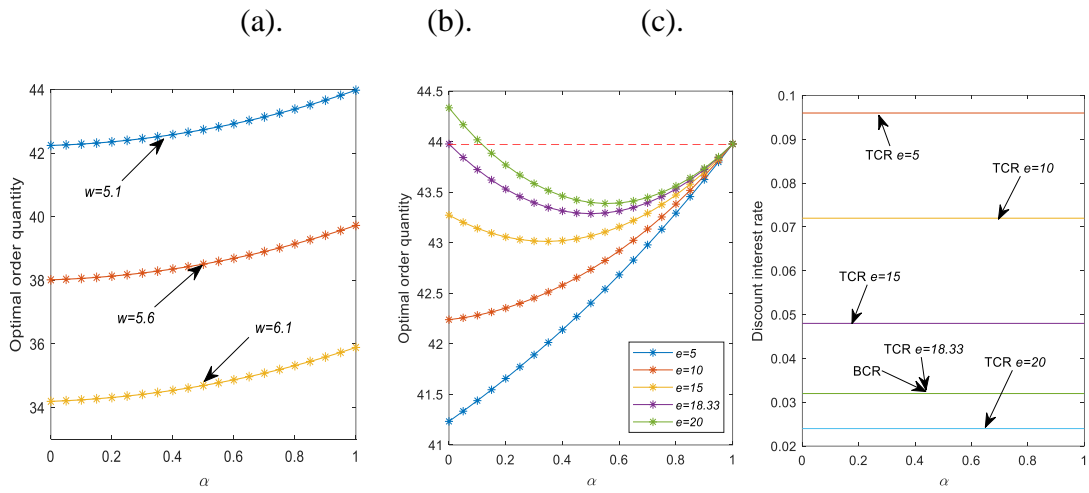 (a). (b). (c).
Optimal order quantity
44
42
40
38
36
34
w=5.1
w=5.6
w=6.1
0 0.2 0.4 0.6 0.8 1
α
Optimal order quantity
44.5
44
43.5
43
42.5
42
41.5
41
e=5
e=10
e=15
e=18.33
e=20
0 0.2 0.4 0.6 0.8 1
α
Discount interest rate
0.1
0.09
0.08
0.07
0.06
0.05
0.04
0.03
0.02
TCR e=5
TCR e=10
TCR e=15
TCR e=18.33
BCR
TCR e=20
0 0.2 0.4 0.6 0.8 1
α